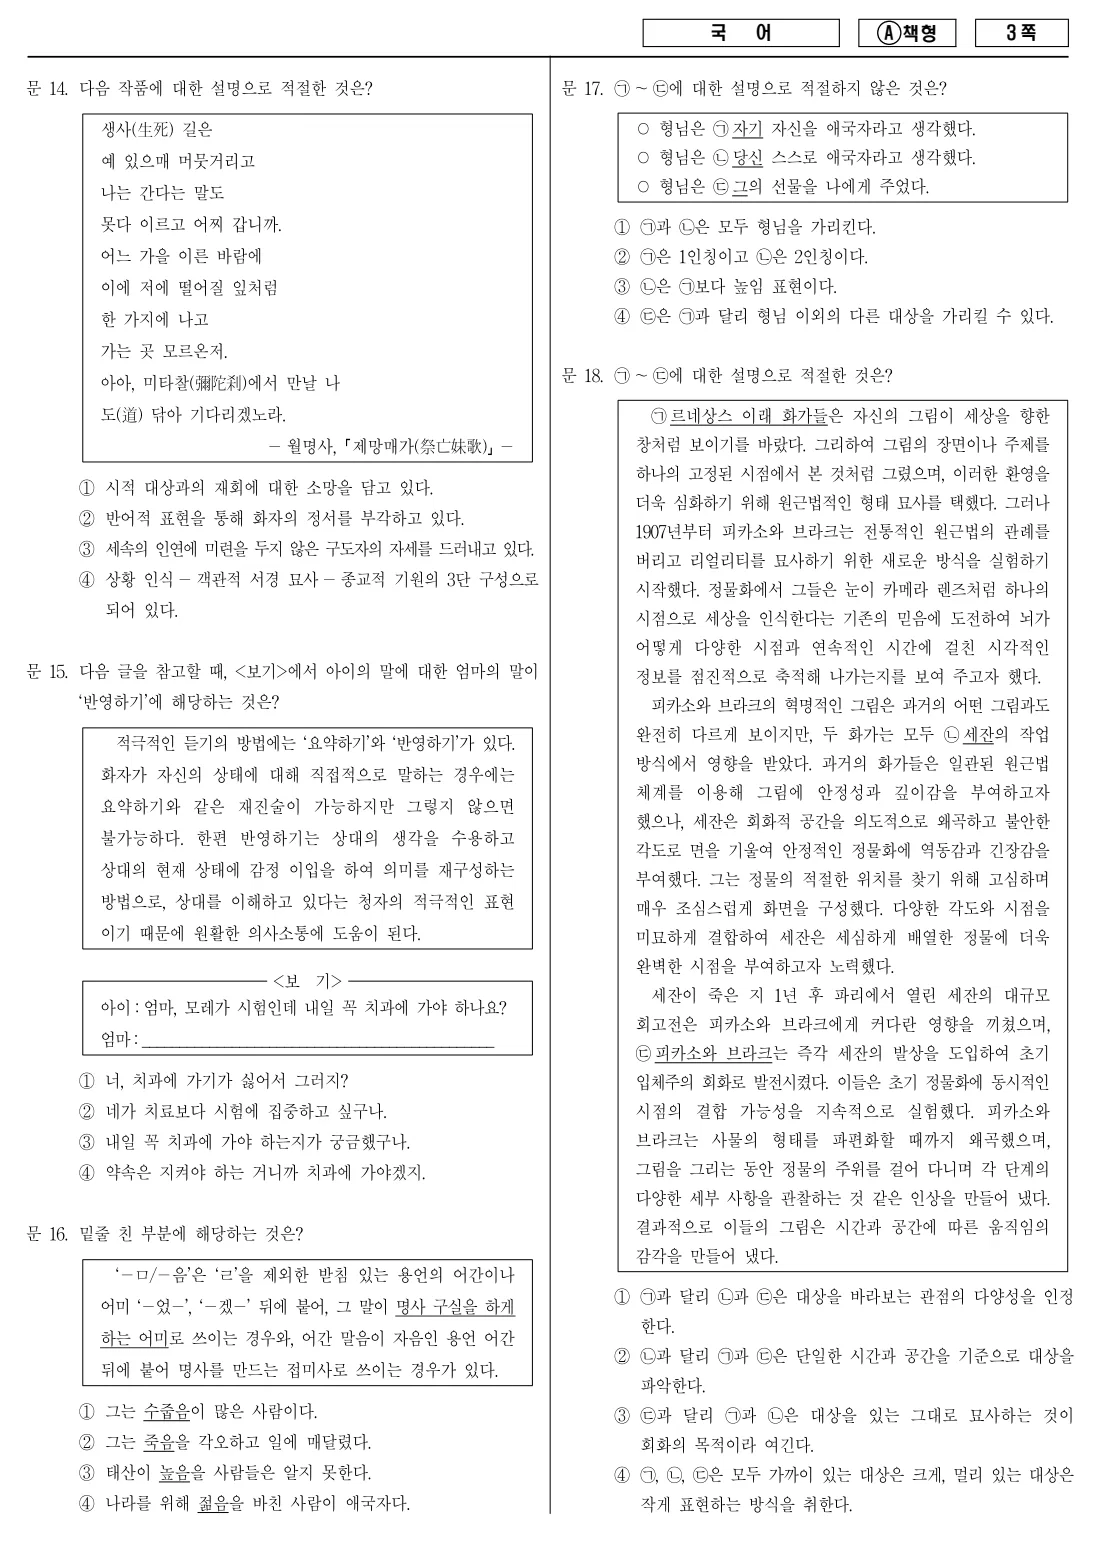 국 어
Ⓐ책형
3쪽
문 14. 다음 작품에 대한 설명으로 적절한 것은?
생사(生死) 길은
예 있으매 머뭇거리고
나는 간다는 말도
못다 이르고 어찌 갑니까.
어느 가을 이른 바람에
이에 저에 떨어질 잎처럼
한 가지에 나고
가는 곳 모르온저.
아아, 미타찰(彌陀刹)에서 만날 나
도(道) 닦아 기다리겠노라.
－ 월명사, ｢제망매가(祭亡妹歌)｣ －
① 시적 대상과의 재회에 대한 소망을 담고 있다.
② 반어적 표현을 통해 화자의 정서를 부각하고 있다.
③ 세속의 인연에 미련을 두지 않은 구도자의 자세를 드러내고 있다.
④ 상황 인식 － 객관적 서경 묘사 － 종교적 기원의 3단 구성으로
되어 있다.
문 15. 다음 글을 참고할 때, <보기>에서 아이의 말에 대한 엄마의 말이
‘반영하기’에 해당하는 것은?
적극적인 듣기의 방법에는 ‘요약하기’와 ‘반영하기’가 있다.
화자가 자신의 상태에 대해 직접적으로 말하는 경우에는
요약하기와 같은 재진술이 가능하지만 그렇지 않으면
불가능하다. 한편 반영하기는 상대의 생각을 수용하고
상대의 현재 상태에 감정 이입을 하여 의미를 재구성하는
방법으로, 상대를 이해하고 있다는 청자의 적극적인 표현
이기 때문에 원활한 의사소통에 도움이 된다.
<보 기>
아이 : 엄마, 모레가 시험인데 내일 꼭 치과에 가야 하나요?
엄마 : ________________________________________
① 너, 치과에 가기가 싫어서 그러지?
② 네가 치료보다 시험에 집중하고 싶구나.
③ 내일 꼭 치과에 가야 하는지가 궁금했구나.
④ 약속은 지켜야 하는 거니까 치과에 가야겠지.
문 16. 밑줄 친 부분에 해당하는 것은?
‘－ㅁ/－음’은 ‘ㄹ’을 제외한 받침 있는 용언의 어간이나
어미 ‘－었－’, ‘－겠－’ 뒤에 붙어, 그 말이 명사 구실을 하게
하는 어미로 쓰이는 경우와, 어간 말음이 자음인 용언 어간
뒤에 붙어 명사를 만드는 접미사로 쓰이는 경우가 있다.
① 그는 수줍음이 많은 사람이다.
② 그는 죽음을 각오하고 일에 매달렸다.
③ 태산이 높음을 사람들은 알지 못한다.
④ 나라를 위해 젊음을 바친 사람이 애국자다.
문 17. ㉠ ~ ㉢에 대한 설명으로 적절하지 않은 것은?
○ 형님은 ㉠ 자기 자신을 애국자라고 생각했다.
○ 형님은 ㉡ 당신 스스로 애국자라고 생각했다.
○ 형님은 ㉢ 그의 선물을 나에게 주었다.
① ㉠과 ㉡은 모두 형님을 가리킨다.
② ㉠은 1인칭이고 ㉡은 2인칭이다.
③ ㉡은 ㉠보다 높임 표현이다.
④ ㉢은 ㉠과 달리 형님 이외의 다른 대상을 가리킬 수 있다.
문 18. ㉠ ~ ㉢에 대한 설명으로 적절한 것은?
㉠ 르네상스 이래 화가들은 자신의 그림이 세상을 향한
창처럼 보이기를 바랐다. 그리하여 그림의 장면이나 주제를
하나의 고정된 시점에서 본 것처럼 그렸으며, 이러한 환영을
더욱 심화하기 위해 원근법적인 형태 묘사를 택했다. 그러나
1907년부터 피카소와 브라크는 전통적인 원근법의 관례를
버리고 리얼리티를 묘사하기 위한 새로운 방식을 실험하기
시작했다. 정물화에서 그들은 눈이 카메라 렌즈처럼 하나의
시점으로 세상을 인식한다는 기존의 믿음에 도전하여 뇌가
어떻게 다양한 시점과 연속적인 시간에 걸친 시각적인
정보를 점진적으로 축적해 나가는지를 보여 주고자 했다.
피카소와 브라크의 혁명적인 그림은 과거의 어떤 그림과도
완전히 다르게 보이지만, 두 화가는 모두 ㉡ 세잔의 작업
방식에서 영향을 받았다. 과거의 화가들은 일관된 원근법
체계를 이용해 그림에 안정성과 깊이감을 부여하고자
했으나, 세잔은 회화적 공간을 의도적으로 왜곡하고 불안한
각도로 면을 기울여 안정적인 정물화에 역동감과 긴장감을
부여했다. 그는 정물의 적절한 위치를 찾기 위해 고심하며
매우 조심스럽게 화면을 구성했다. 다양한 각도와 시점을
미묘하게 결합하여 세잔은 세심하게 배열한 정물에 더욱
완벽한 시점을 부여하고자 노력했다.
세잔이 죽은 지 1년 후 파리에서 열린 세잔의 대규모
회고전은 피카소와 브라크에게 커다란 영향을 끼쳤으며,
㉢ 피카소와 브라크는 즉각 세잔의 발상을 도입하여 초기
입체주의 회화로 발전시켰다. 이들은 초기 정물화에 동시적인
시점의 결합 가능성을 지속적으로 실험했다. 피카소와
브라크는 사물의 형태를 파편화할 때까지 왜곡했으며,
그림을 그리는 동안 정물의 주위를 걸어 다니며 각 단계의
다양한 세부 사항을 관찰하는 것 같은 인상을 만들어 냈다.
결과적으로 이들의 그림은 시간과 공간에 따른 움직임의
감각을 만들어 냈다.
① ㉠과 달리 ㉡과 ㉢은 대상을 바라보는 관점의 다양성을 인정
한다.
② ㉡과 달리 ㉠과 ㉢은 단일한 시간과 공간을 기준으로 대상을
파악한다.
③ ㉢과 달리 ㉠과 ㉡은 대상을 있는 그대로 묘사하는 것이
회화의 목적이라 여긴다.
④ ㉠, ㉡, ㉢은 모두 가까이 있는 대상은 크게, 멀리 있는 대상은
작게 표현하는 방식을 취한다.